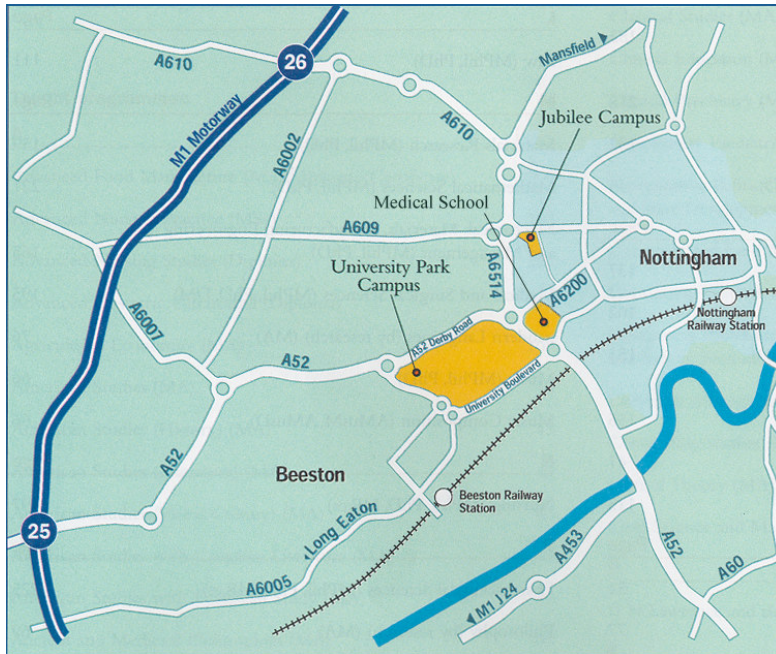 26
A610
Mansfield
M1 Motorway
A6002
A610
Jubilee Campus
Medical School
A609
A6514
Nottingham
University Park
Campus
A6200
Nottingham
Railway Station
A6007
A52 Derby Road
A52
University Boulevard
A52
Beeston
Beeston Railway
Station
25
Long Eaton
A453
A52
A60
A6005
M1 J24